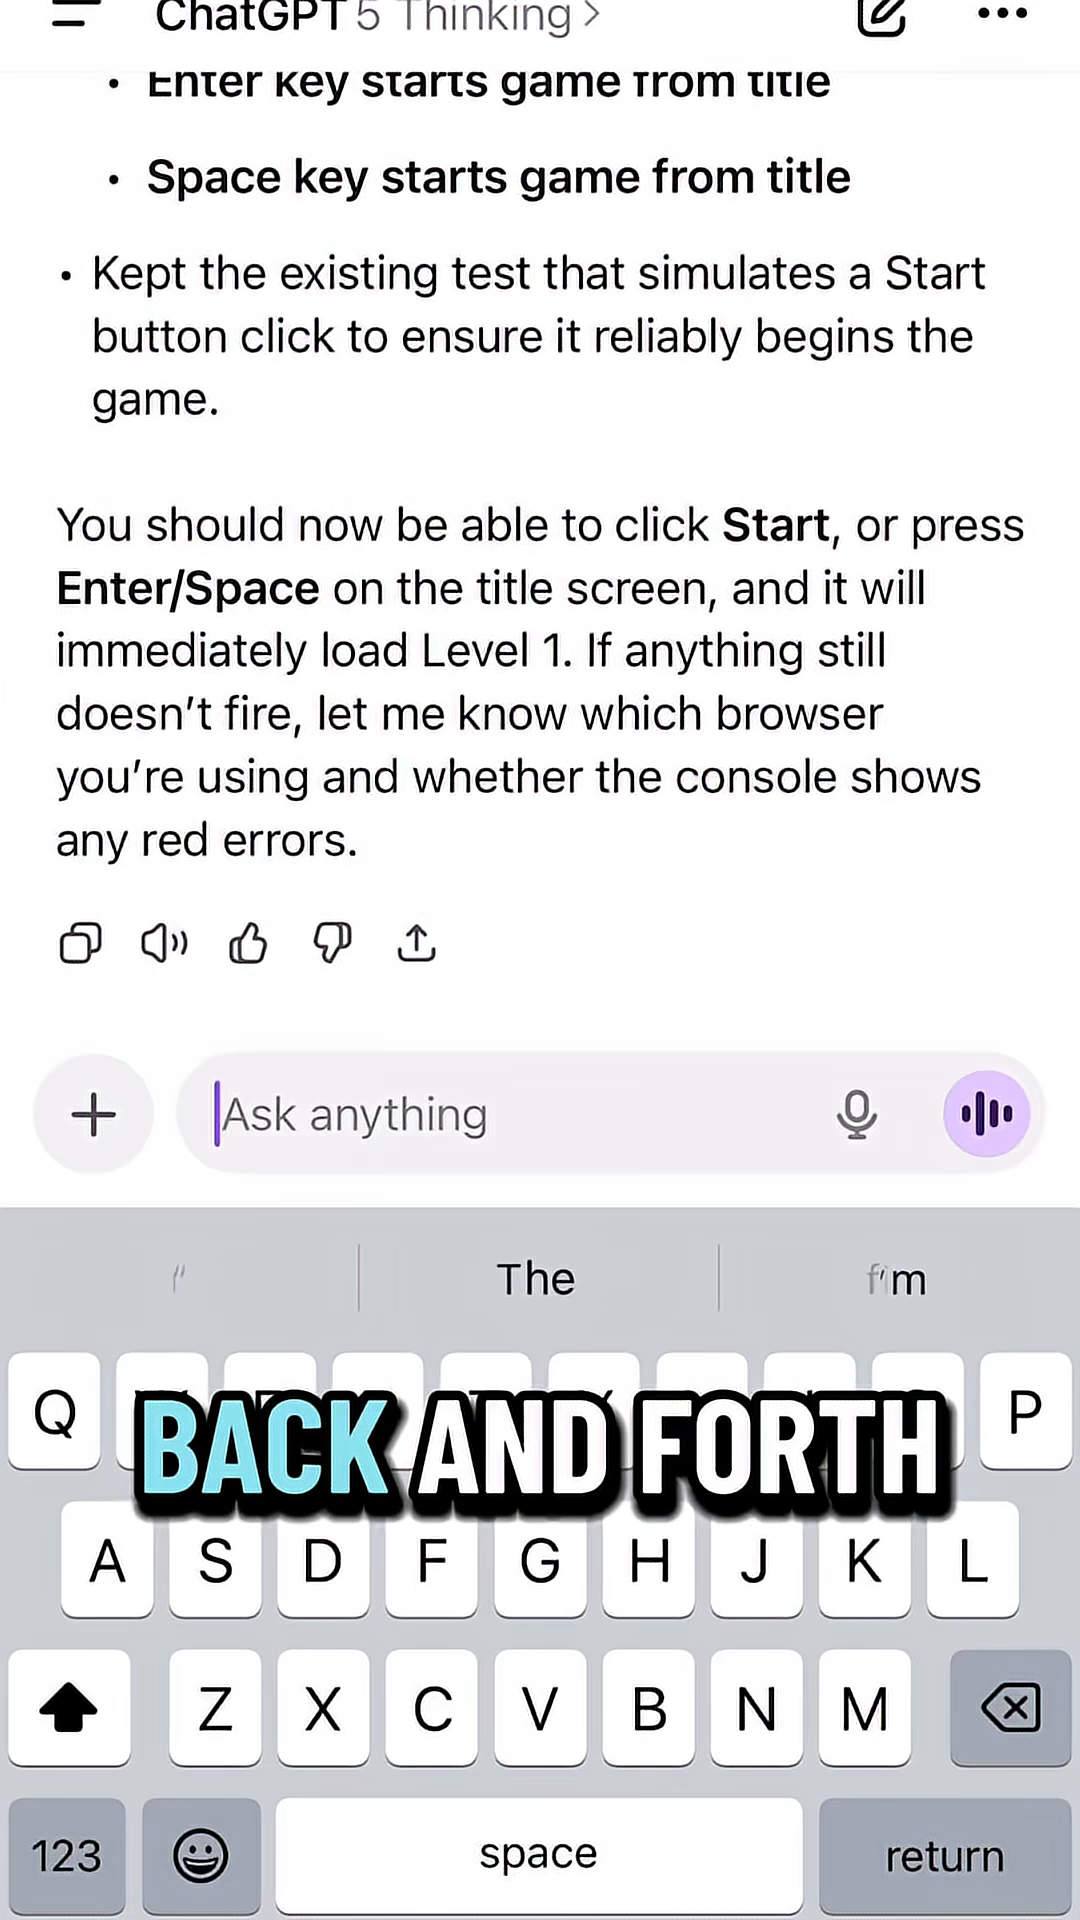 ChatGPT 5 Thinking >
• Enter key starts game from title
• Space key starts game from title
• Kept the existing test that simulates a Start
button click to ensure it reliably begins the
game.
You should now be able to click Start, or press
Enter/Space on the title screen, and it will
immediately load Level 1. If anything still
doesn’t fire, let me know which browser
you’re using and whether the console shows
any red errors.
Ask anything
The
Q P
BACK AND FORTH
A S D F G H J K L
Z X C V B N M
123 space return